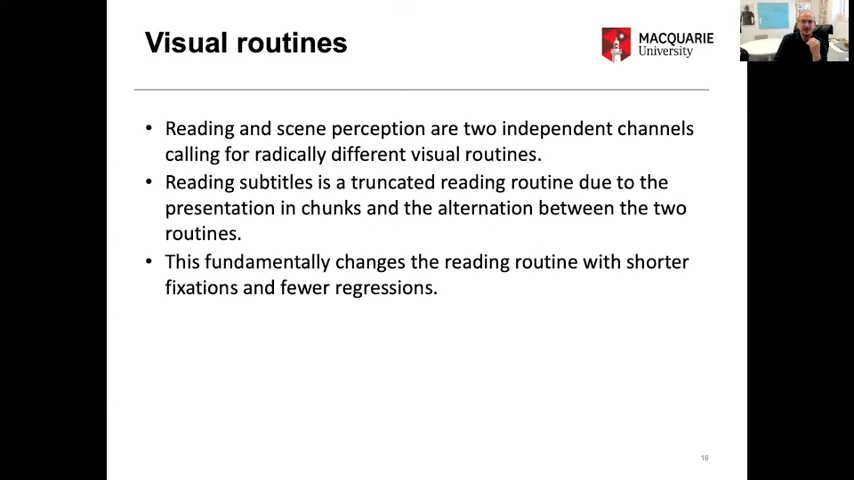 Visual routines
MACQUARIE
University
• Reading and scene perception are two independent channels
calling for radically different visual routines.
• Reading subtitles is a truncated reading routine due to the
presentation in chunks and the alternation between the two
routines.
• This fundamentally changes the reading routine with shorter
fixations and fewer regressions.
16